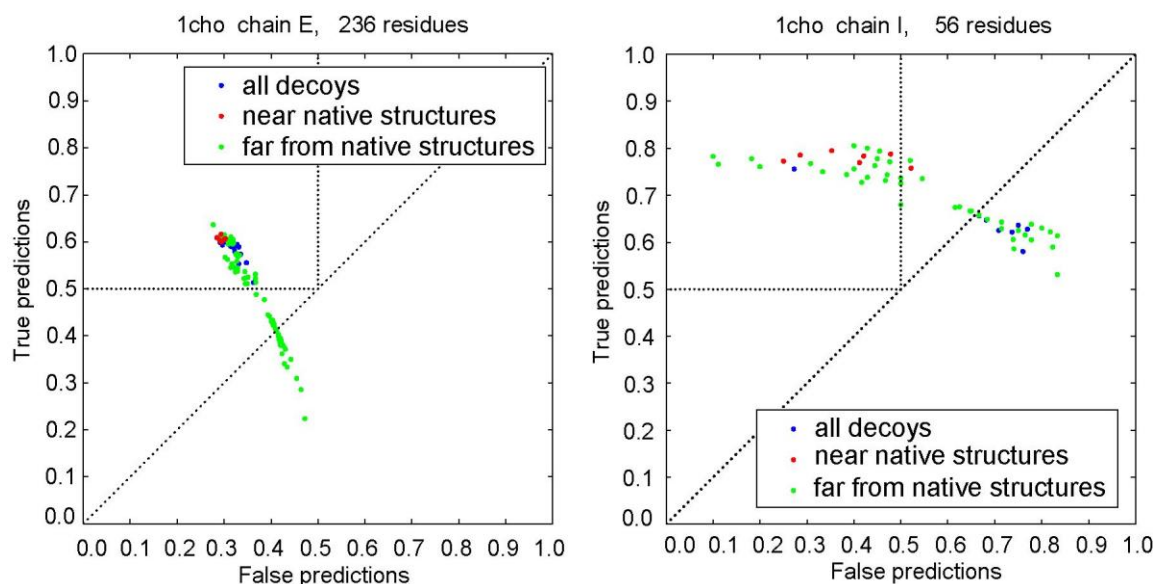 1cho chain E, 236 residues
1.0
0.9
0.8
0.7
0.6
0.5
0.4
0.3
0.2
0.1
0.0
True predictions
all decoys
near native structures
far from native structures
0.0 0.1 0.2 0.3 0.4 0.5 0.6 0.7 0.8 0.9 1.0
False predictions
1cho chain I, 56 residues
1.0
0.9
0.8
0.7
0.6
0.5
0.4
0.3
0.2
0.1
0.0
True predictions
all decoys
near native structures
far from native structures
0.0 0.1 0.2 0.3 0.4 0.5 0.6 0.7 0.8 0.9 1.0
False predictions